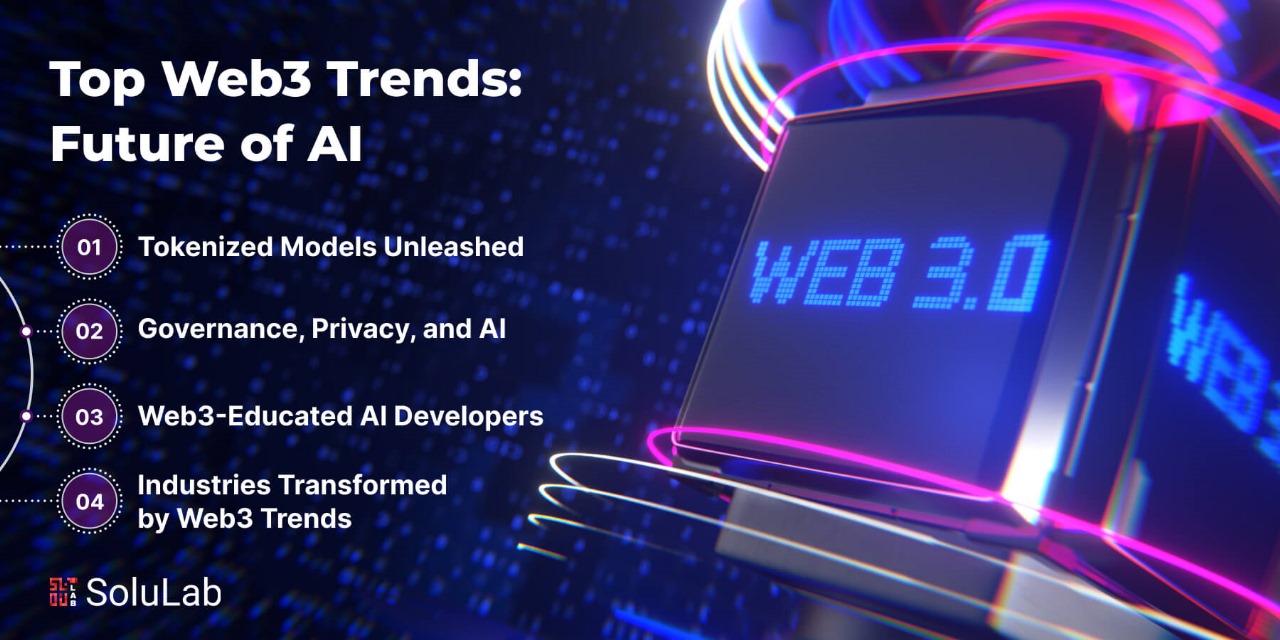 Top Web3 Trends:
Future of AI
01 Tokenized Models Unleashed
02 Governance, Privacy, and AI
03 Web3-Educated AI Developers
04 Industries Transformed
by Web3 Trends
SoluLab
WEB 3.0
WEB